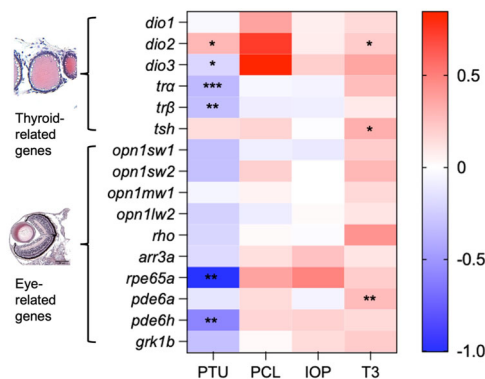 dio1
dio2
dio3
trα
trβ
tsh
opn1sw1
opn1sw2
opn1mw1
opn1lw2
rho
arr3a
rpe65a
pde6a
pde6h
grk1b
Thyroid-
related
genes
Eye-
related
genes
* *
*
***
**
*
**
**
**
PTU PCL IOP T3
0.5
0
-0.5
-1.0